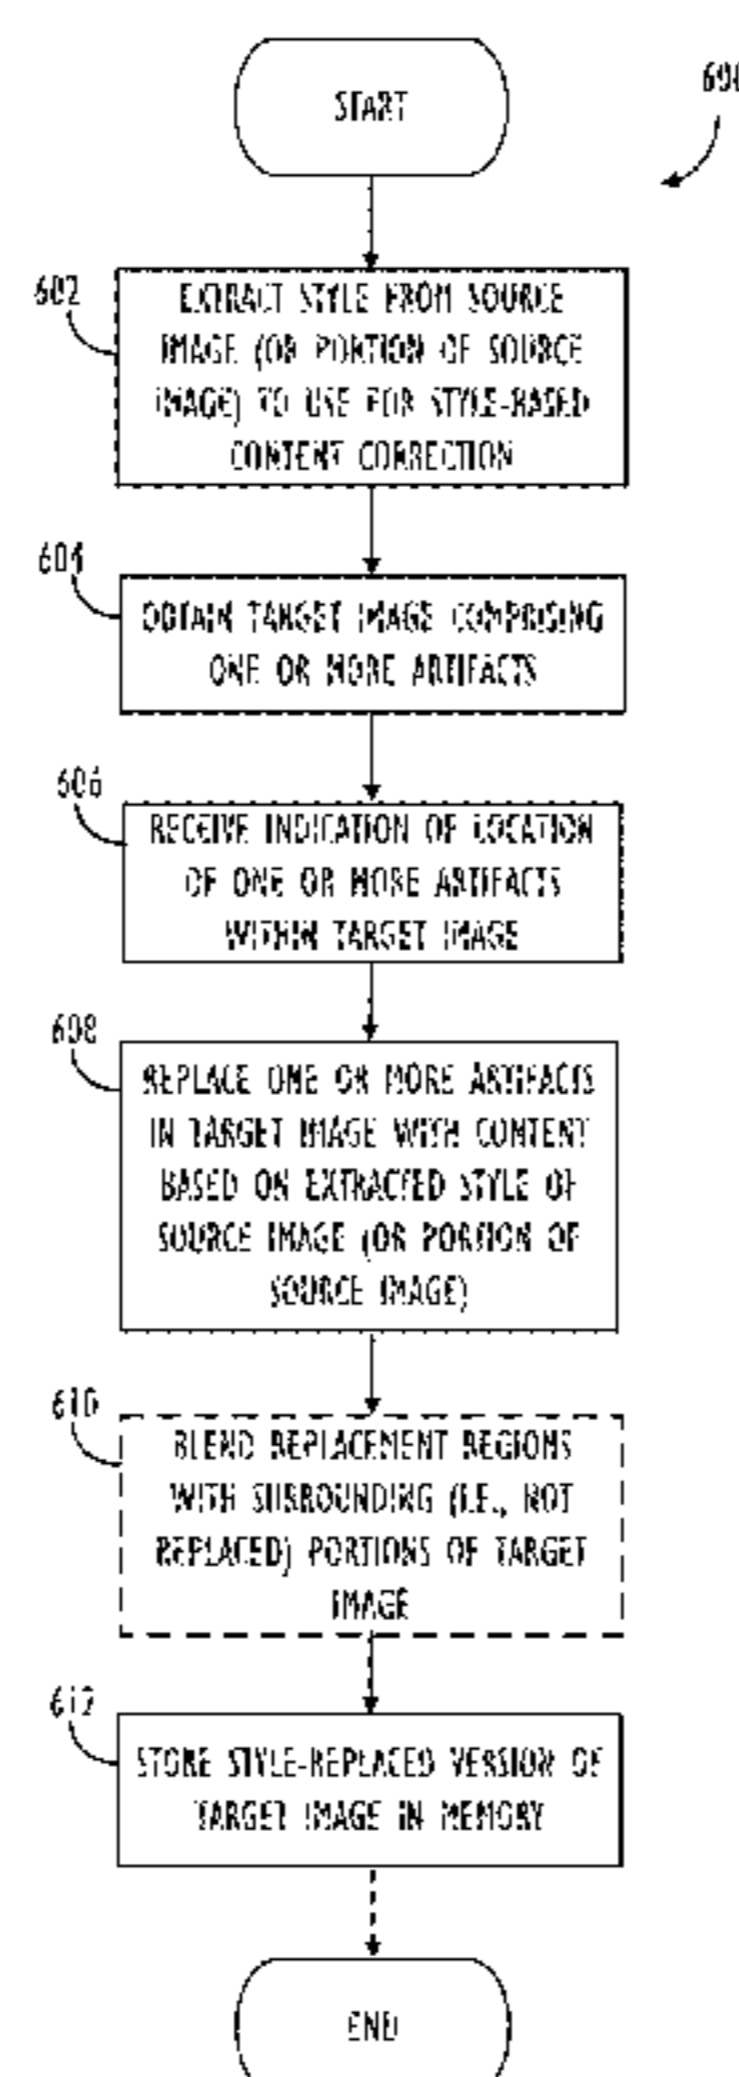 START
600
602
EXTRACT STYLE FROM SOURCE
IMAGE (OR PORTION OF SOURCE
IMAGE) TO USE FOR STYLE-BASED
CONTENT CORRECTION
604
OBTAIN TARGET IMAGE COMPRISING
ONE OR MORE ARTIFACTS
606
RECEIVE INDICATION OF LOCATION
OF ONE OR MORE ARTIFACTS
WITHIN TARGET IMAGE
608
REPLACE ONE OR MORE ARTIFACTS
IN TARGET IMAGE WITH CONTENT
BASED ON EXTRACTED STYLE OF
SOURCE IMAGE (OR PORTION OF
SOURCE IMAGE)
610
BLEND REPLACEMENT REGIONS
WITH SURROUNDING (I.E., NOT
REPLACED) PORTIONS OF TARGET
IMAGE
612
STORE STYLE-REPLACED VERSION OF
TARGET IMAGE IN MEMORY
END